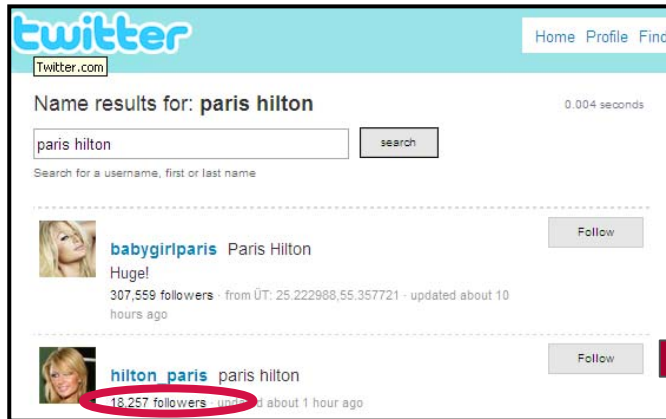 twitter
Home Profile Find
Twitter.com
Name results for: paris hilton
0.004 seconds
paris hilton
search
Search for a username, first or last name
Follow
babygirlparis Paris Hilton
Huge!
307,559 followers · from ÜT: 25.222988,55.357721 · updated about 10
hours ago
Follow
hilton_paris paris hilton
18,257 followers · updated about 1 hour ago